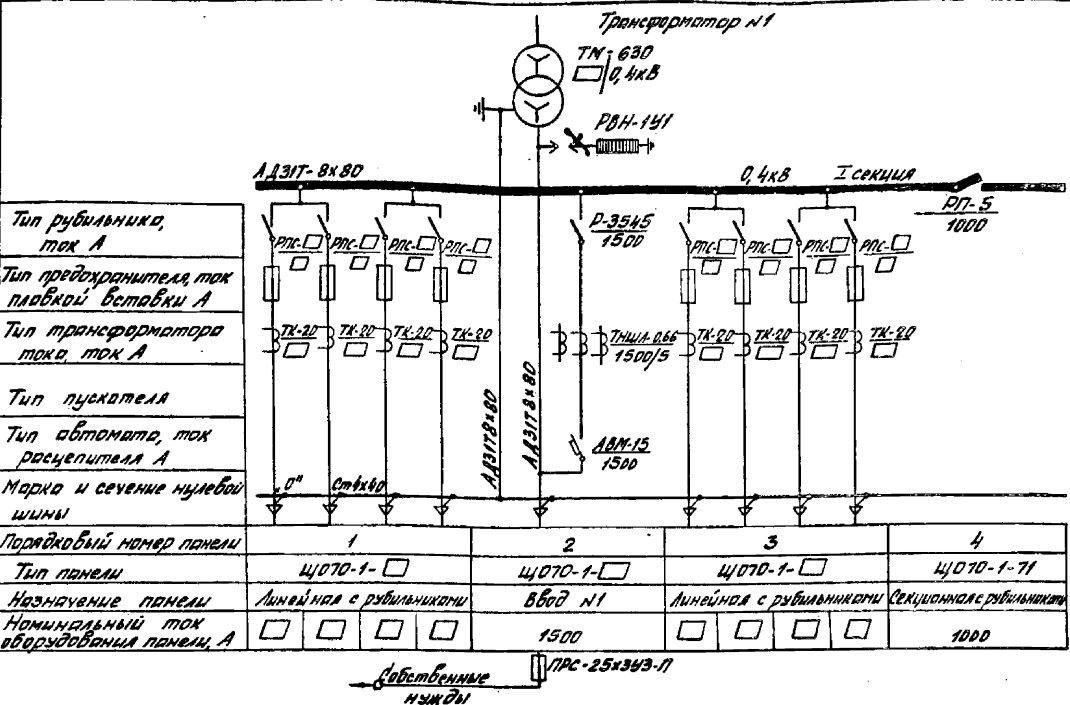 Трансформатор №1
ТМ-630
/0,4кВ
РВН-1У1
АД31Т-8х80
0,4кВ
I секция
РП-5
1000
Тип рубильника,
ток А
РПС-
РПС-
РПС-
РПС-
Р-3545
1500
РПС-
РПС-
РПС-
РПС-
Тип предохранителя, ток
плавкой вставки А
Тип трансформатора
тока, ток А
ТК-20
ТК-20
ТК-20
ТК-20
ТНШЛ-0.66
1500/5
ТК-20
ТК-20
ТК-20
ТК-20
АД31Т8х80
АД31Т8х80
Тип пускателя
Тип автомата, ток
расцепителя А
АВМ-15
1500
Марка и сечение нулевой
шины
"0"
Ст4х40
Порядковый номер панели 1 2 3 4
Тип панели ЩО70-1- ЩО70-1- ЩО70-1- ЩО70-1-71
Назначение панели Линейная с рубильниками Ввод №1 Линейная с рубильниками Секционная с рубильниками
Номинальный ток
оборудования панели, А 1500 1000
ПРС-25х3У3-П
Собственные
нужды